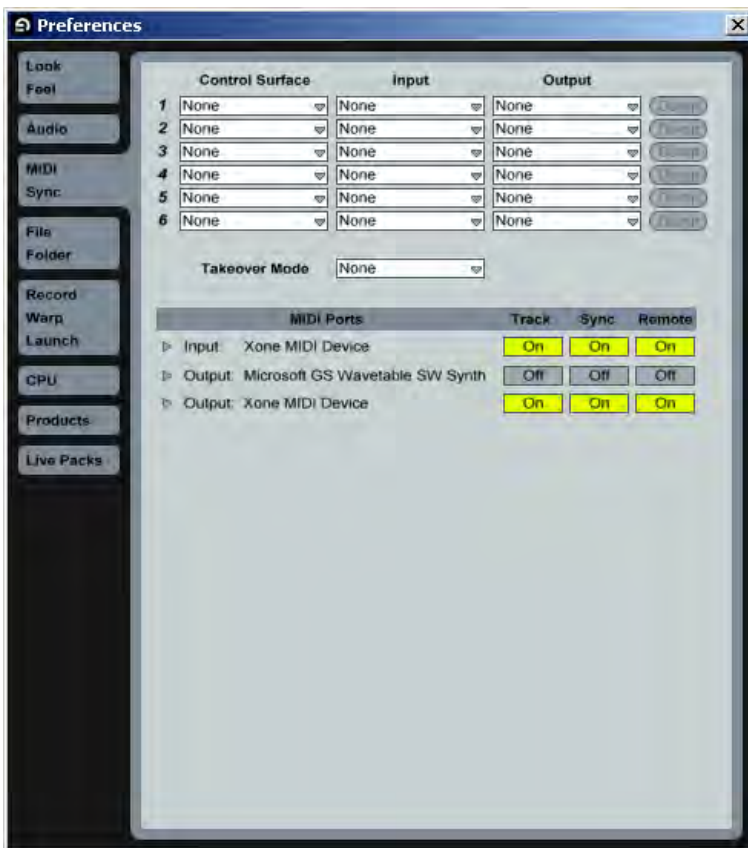 Preferences
Look
Feel
Audio
MIDI
Sync
File
Folder
Record
Warp
Launch
CPU
Products
Live Packs
Control Surface Input Output
1 None None None
2 None None None
3 None None None
4 None None None
5 None None None
6 None None None
Takeover Mode None
MIDI Ports Track Sync Remote
Input: Xone MIDI Device On On On
Output: Microsoft GS Wavetable SW Synth Off Off Off
Output: Xone MIDI Device On On On